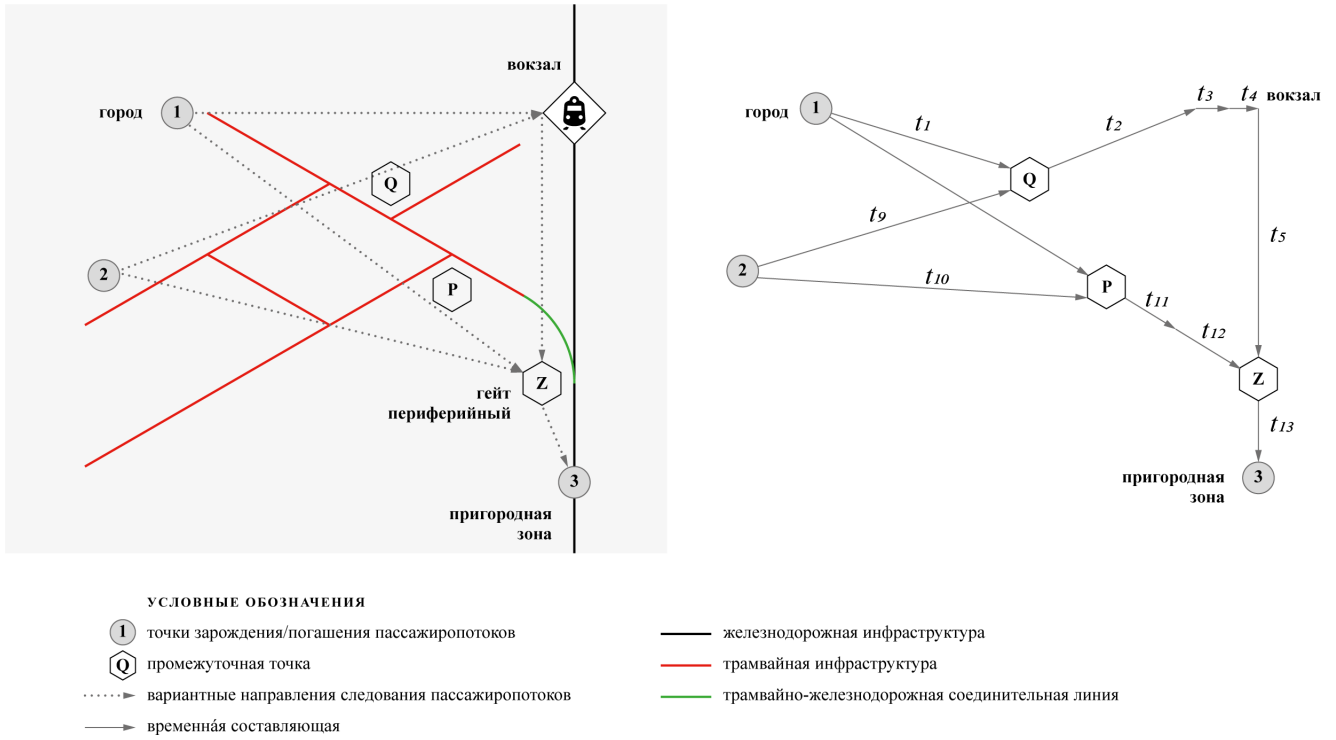 вокзал
город
1
Q
2
P
Z
гейт
периферийный
3
пригородная
зона
t3
t4
вокзал
город
1
t1
t2
Q
t9
t5
2
t10
P
t11
t12
Z
t13
пригородная
зона
3
УСЛОВНЫЕ ОБОЗНАЧЕНИЯ
1 точки зарождения/погашения пассажиропотоков
Q промежуточная точка
вариантные направления следования пассажиропотоков
временна́я составляющая
железнодорожная инфраструктура
трамвайная инфраструктура
трамвайно-железнодорожная соединительная линия